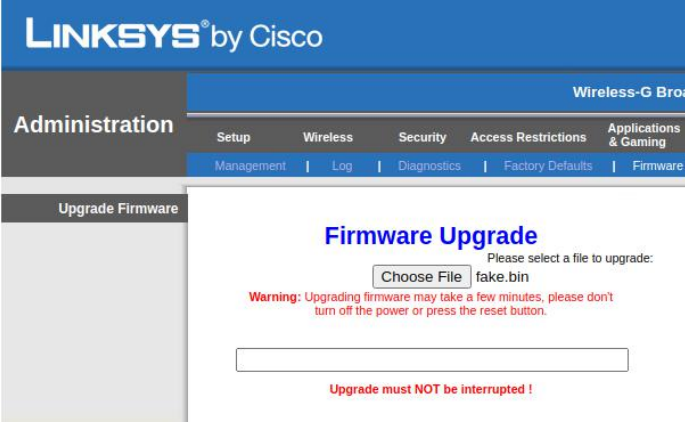 LINKSYS® by Cisco
Wireless-G
Administration
Setup Wireless Security Access Restrictions Applications & Gaming
Management | Log | Diagnostics | Factory Defaults | Firmware
Upgrade Firmware
Firmware Upgrade
Please select a file to upgrade:
Choose File fake.bin
Warning: Upgrading firmware may take a few minutes, please don't
turn off the power or press the reset button.
Upgrade must NOT be interrupted !